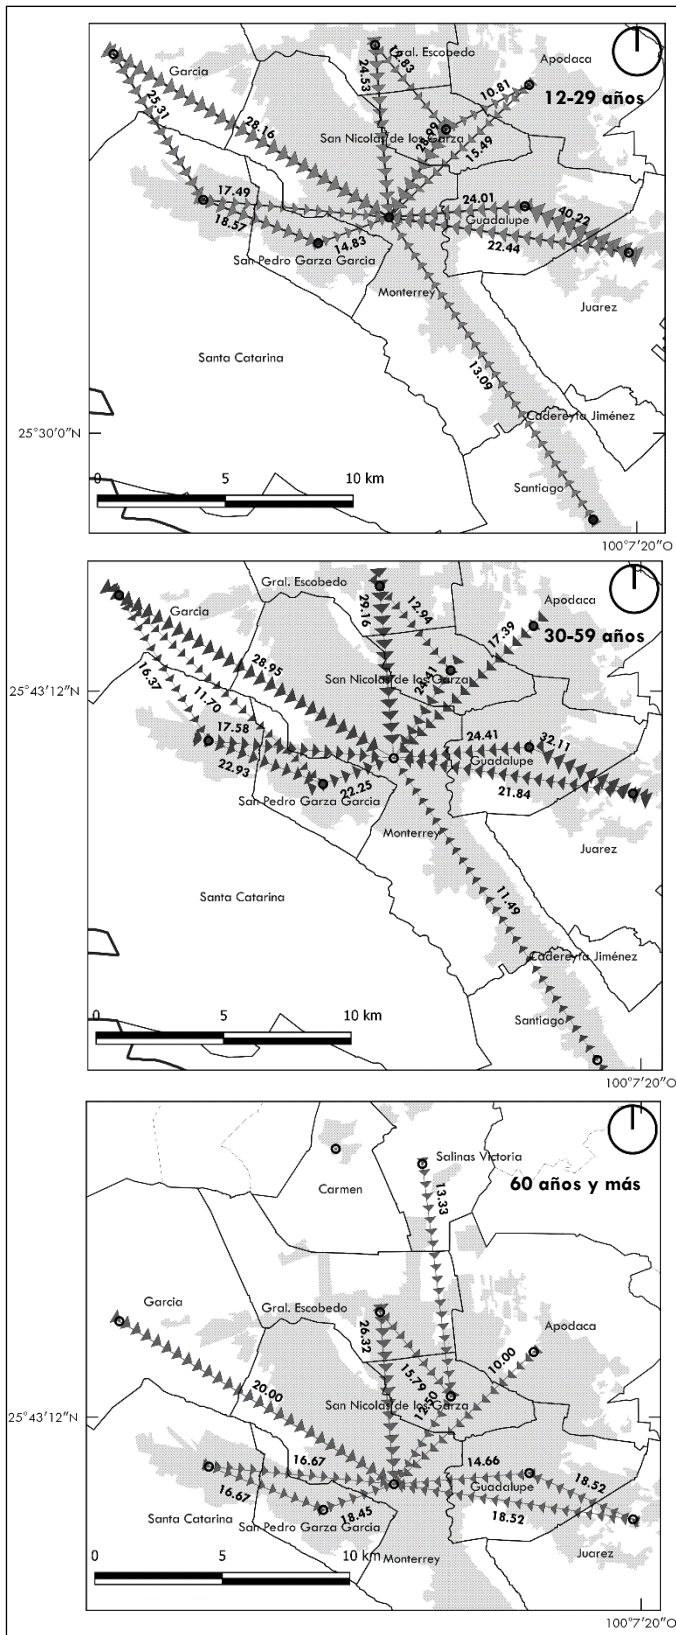 Garcia
Gral. Escobedo
Apodaca
12-29 años
12.83
24.53
10.81
25.31
28.16
San Nicolas de los Garza
15.49
17.49
24.01
18.57
Guadalupe
40.22
14.83
22.44
San Pedro Garza Garcia
Monterrey
Juarez
Santa Catarina
13.09
Cadereyta Jiménez
25°30'0"N
0 5 10 km
Santiago
100°7'20"O
Gral. Escobedo
Garcia
Apodaca
30-59 años
29.16
12.94
17.39
28.95
San Nicolas de los Garza
24.41
25°43'12"N
16.37
11.70
17.58
24.41
32.11
Guadalupe
22.93
22.25
21.84
San Pedro Garza Garcia
Monterrey
Juarez
Santa Catarina
11.49
Cadereyta Jiménez
0 5 10 km
Santiago
100°7'20"O
Salinas Victoria
Carmen
13.33
60 años y más
Garcia
Gral. Escobedo
Apodaca
26.32
15.79
10.00
20.00
San Nicolas de los Garza
12.50
25°43'12"N
16.67
14.66
16.67
Guadalupe
18.52
Santa Catarina
18.45
18.52
San Pedro Garza Garcia
Monterrey
Juarez
0 5 10 km
100°7'20"O